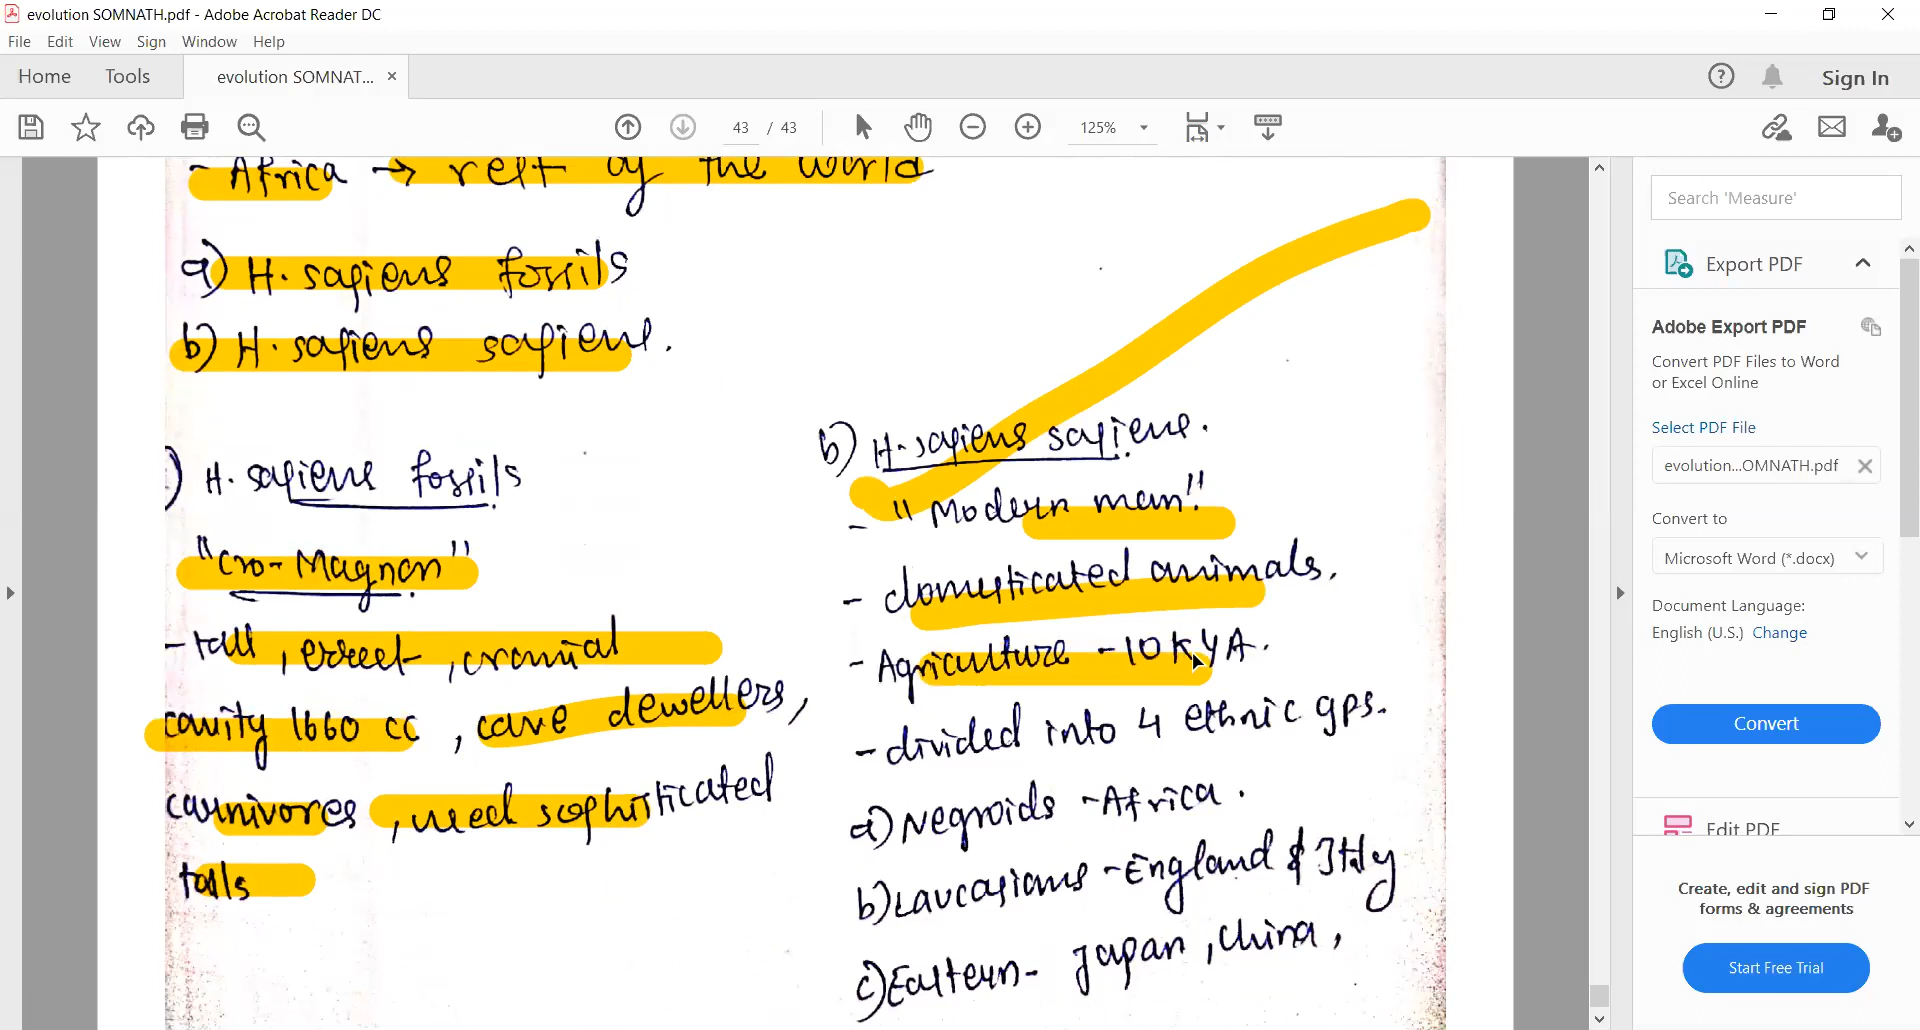 evolution SOMNATH.pdf - Adobe Acrobat Reader DC
File Edit View Sign Window Help
Home Tools evolution SOMNAT... × Sign In
43 / 43 125%
- Africa → rest of the world
a) H. sapiens fossils
b) H. sapiens sapiens.
) H. sapiens fossils
"Cro-Magnon"
- tall, erect, cranial
cavity 1660 cc, cave dewellers,
carnivores, used sophisticated
tolls
b) H. sapiens sapiens.
- "Modern man"
- domesticated animals.
- Agriculture - 10 KYA.
- divided into 4 ethnic gps.
a) Negroids - Africa.
b) Caucasians - England & Italy
c) Eastern - Japan, China,
Search 'Measure'
Export PDF
Adobe Export PDF
Convert PDF Files to Word
or Excel Online
Select PDF File
evolution...OMNATH.pdf
Convert to
Microsoft Word (*.docx)
Document Language:
English (U.S.) Change
Convert
Edit PDF
Create, edit and sign PDF
forms & agreements
Start Free Trial